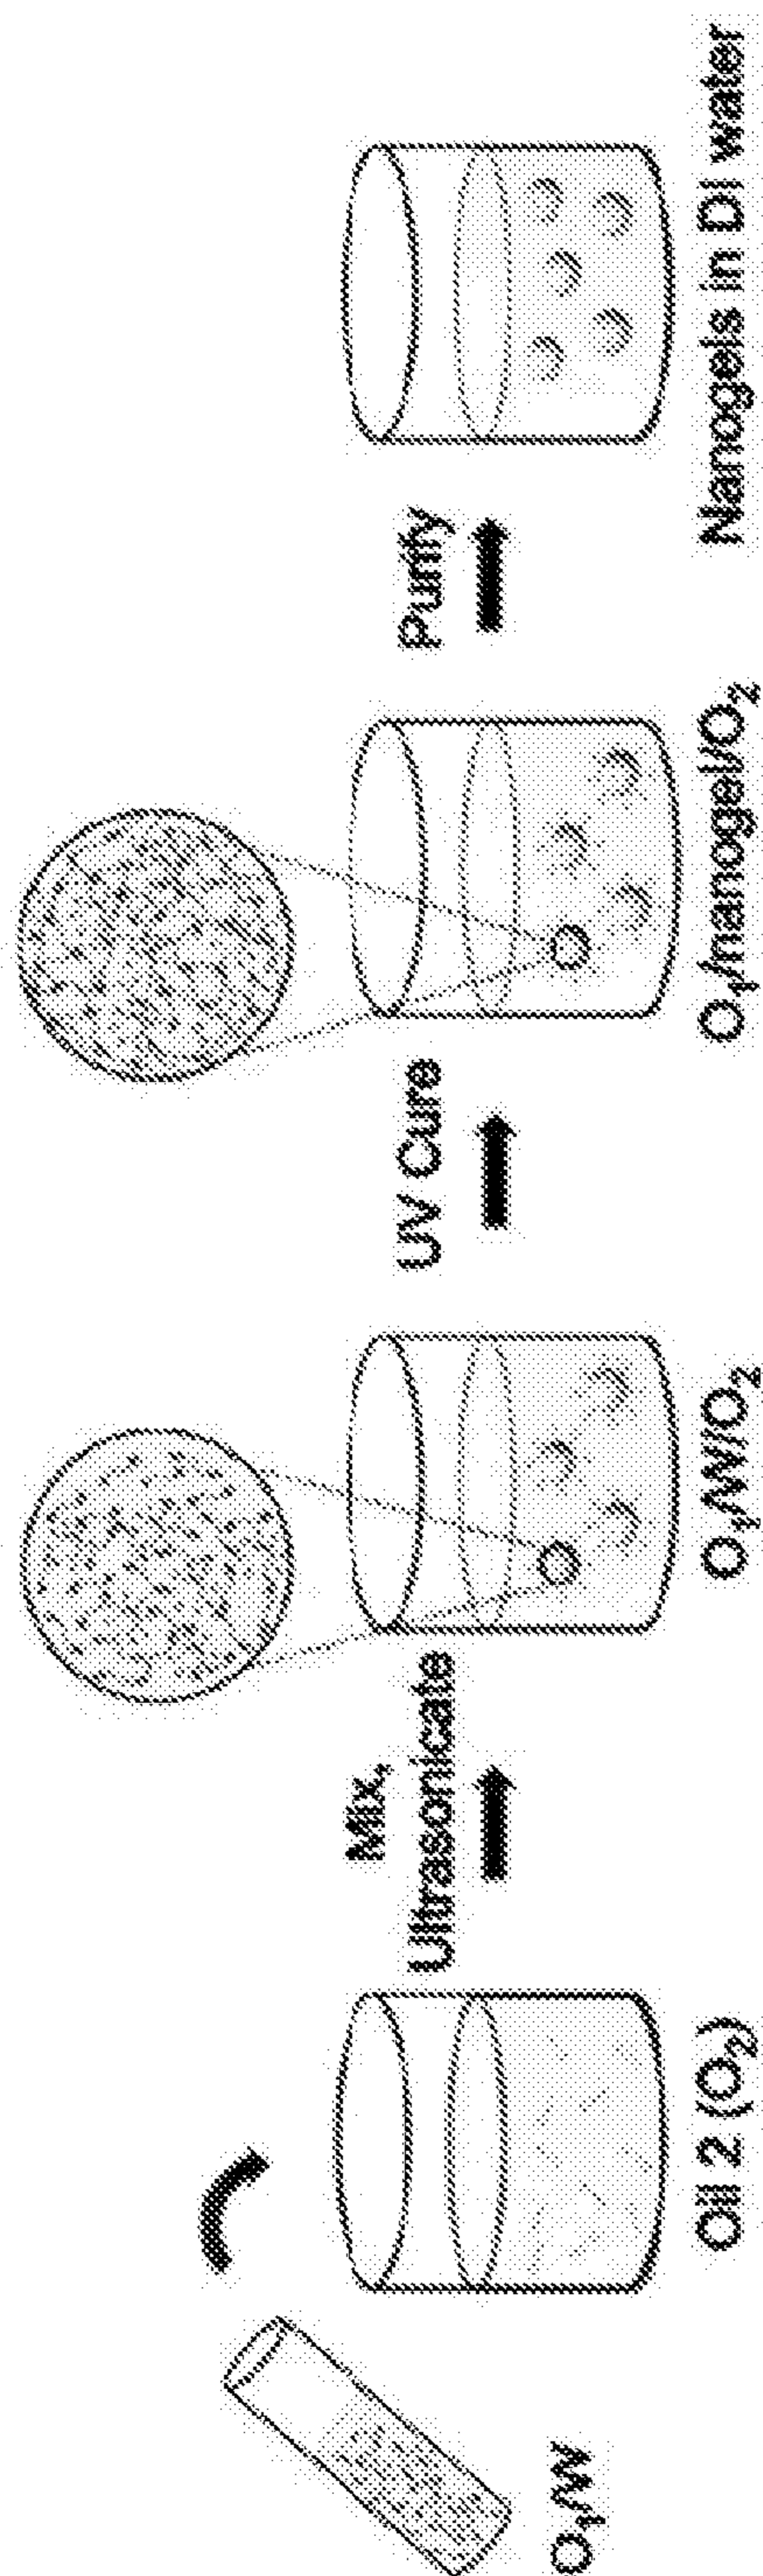 O₁/W
Oil 2 (O₂)
Mix,
Ultrasonicate
O₁/W/O₂
UV Cure
O₁/nanogel/O₂
Purify
Nanogels in DI water